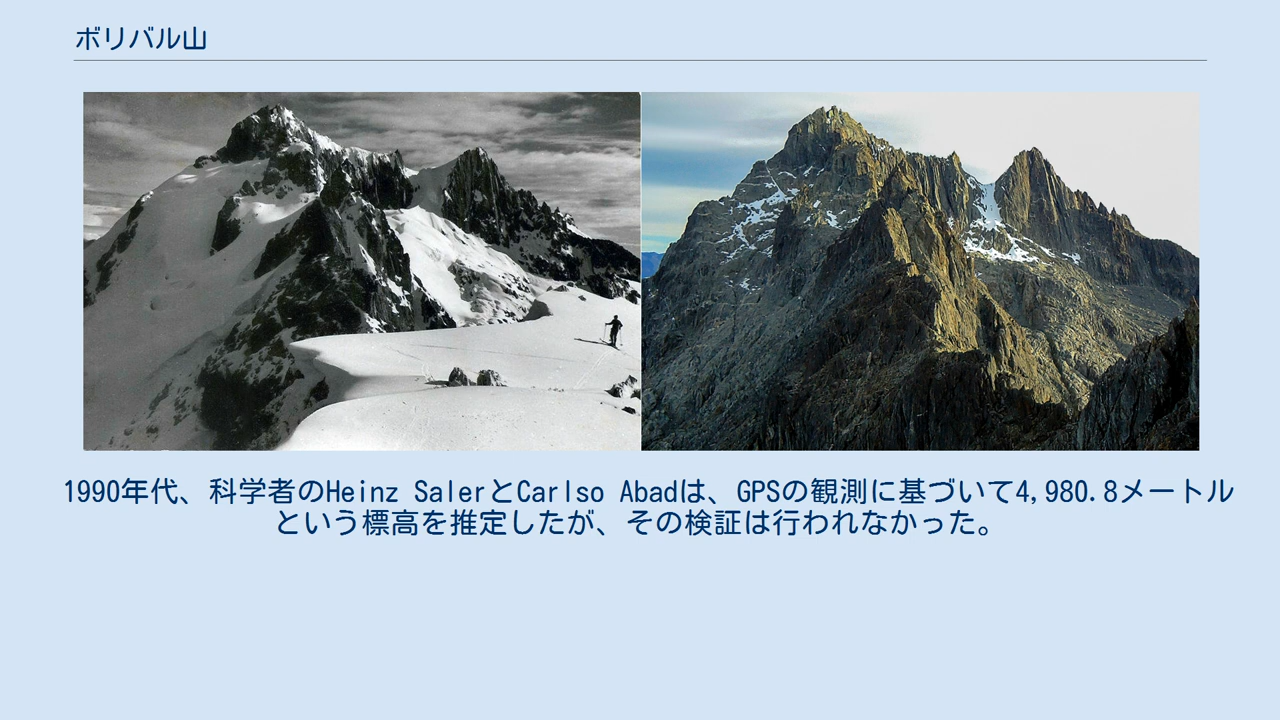 ボリバル山
1990年代、科学者のHeinz SalerとCarlso Abadは、GPSの観測に基づいて4,980.8メートル
という標高を推定したが、その検証は行われなかった。